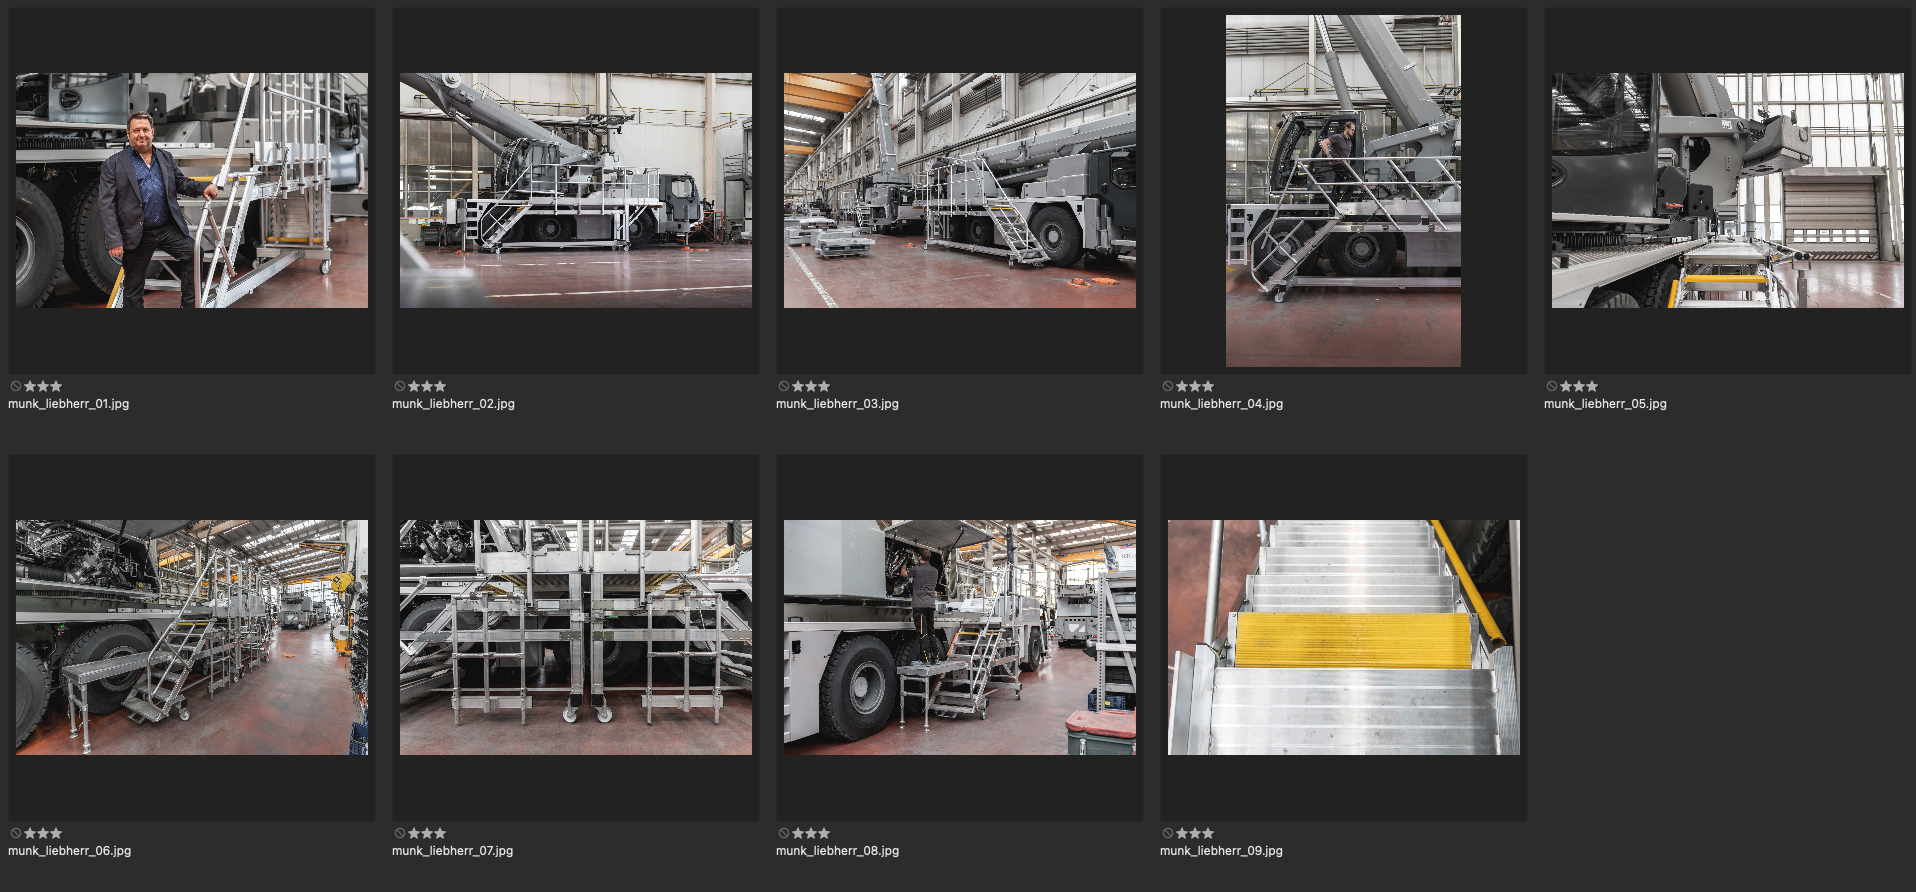 munk_liebherr_01.jpg
munk_liebherr_02.jpg
munk_liebherr_03.jpg
munk_liebherr_04.jpg
munk_liebherr_05.jpg
munk_liebherr_06.jpg
munk_liebherr_07.jpg
munk_liebherr_08.jpg
munk_liebherr_09.jpg